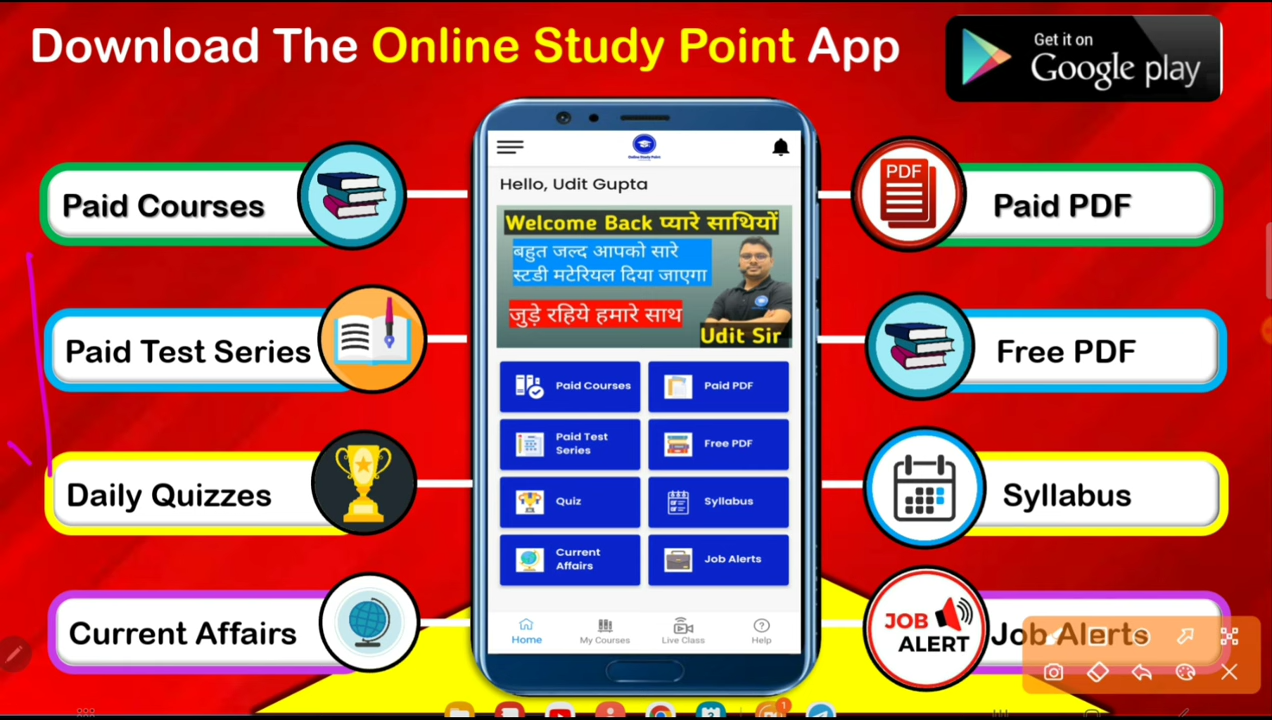 Download The Online Study Point App
Get it on
Google play
Paid Courses
Paid Test Series
Daily Quizzes
Current Affairs
Hello, Udit Gupta
Welcome Back प्यारे साथियों
बहुत जल्द आपको सारे
स्टडी मटेरियल दिया जाएगा
जुड़े रहिये हमारे साथ
Udit Sir
Paid Courses
Paid PDF
Paid Test
Series
Free PDF
Quiz
Syllabus
Current
Affairs
Job Alerts
Home
My Courses
Live Class
Help
PDF
Paid PDF
Free PDF
Syllabus
JOB
ALERT
Job Alerts